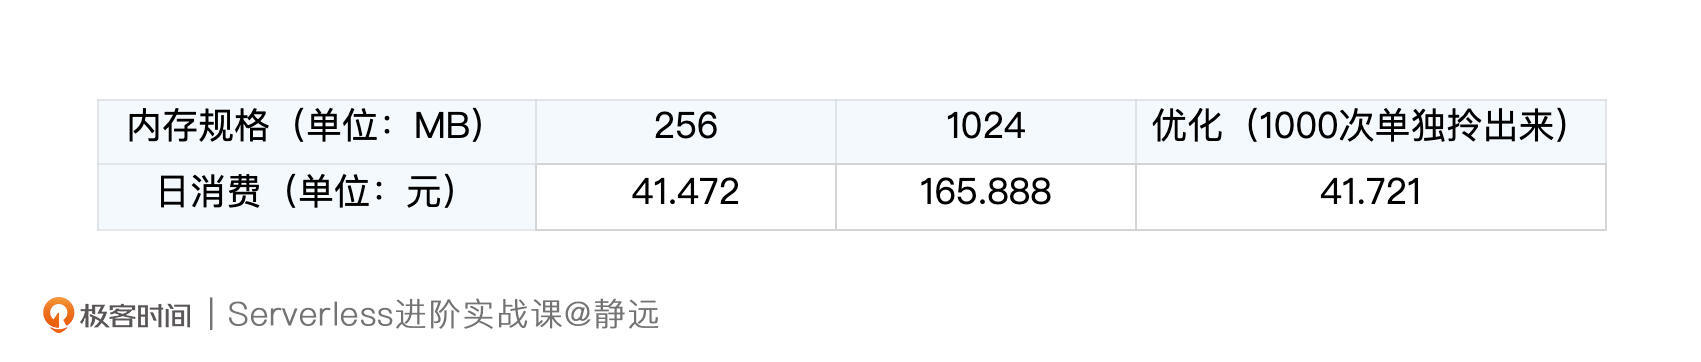 内存规格（单位：MB） 256 1024 优化（1000次单独拎出来）
日消费（单位：元） 41.472 165.888 41.721
极客时间 | Serverless进阶实战课@静远